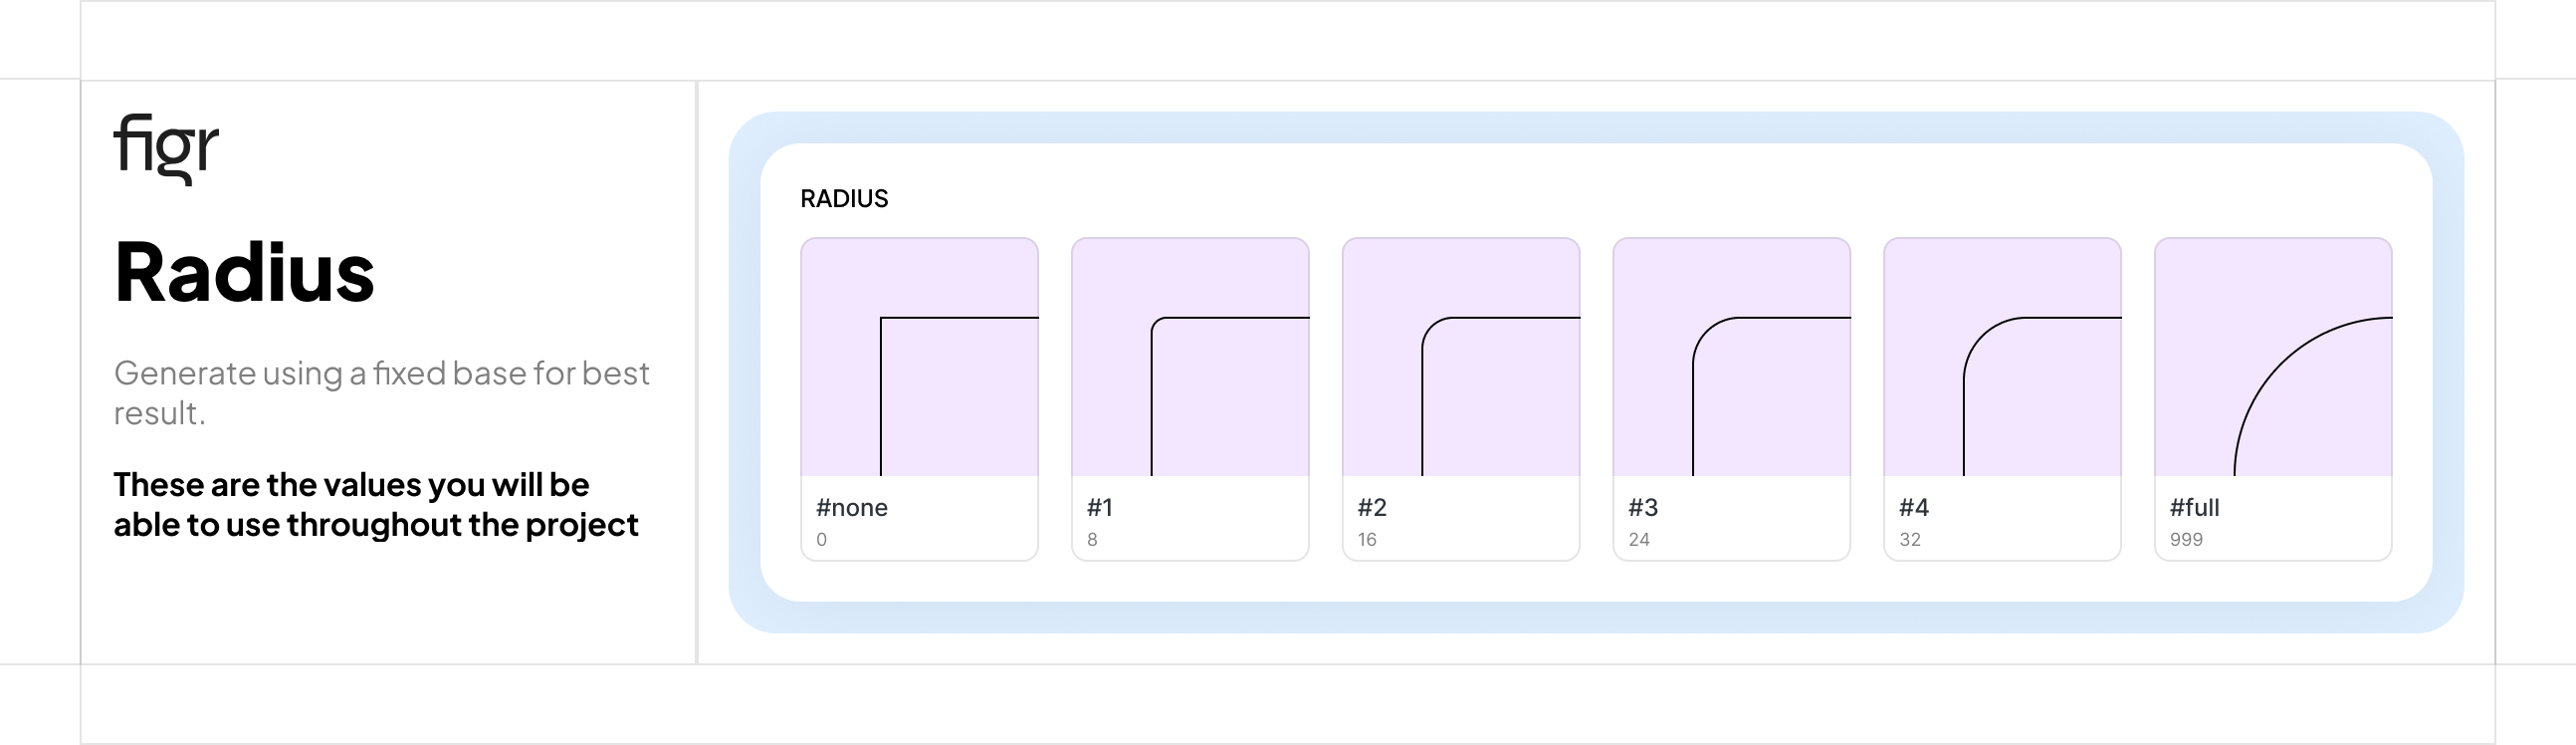 figr
Radius
Generate using a fixed base for best
result.
These are the values you will be
able to use throughout the project
RADIUS
#none
0
#1
8
#2
16
#3
24
#4
32
#full
999